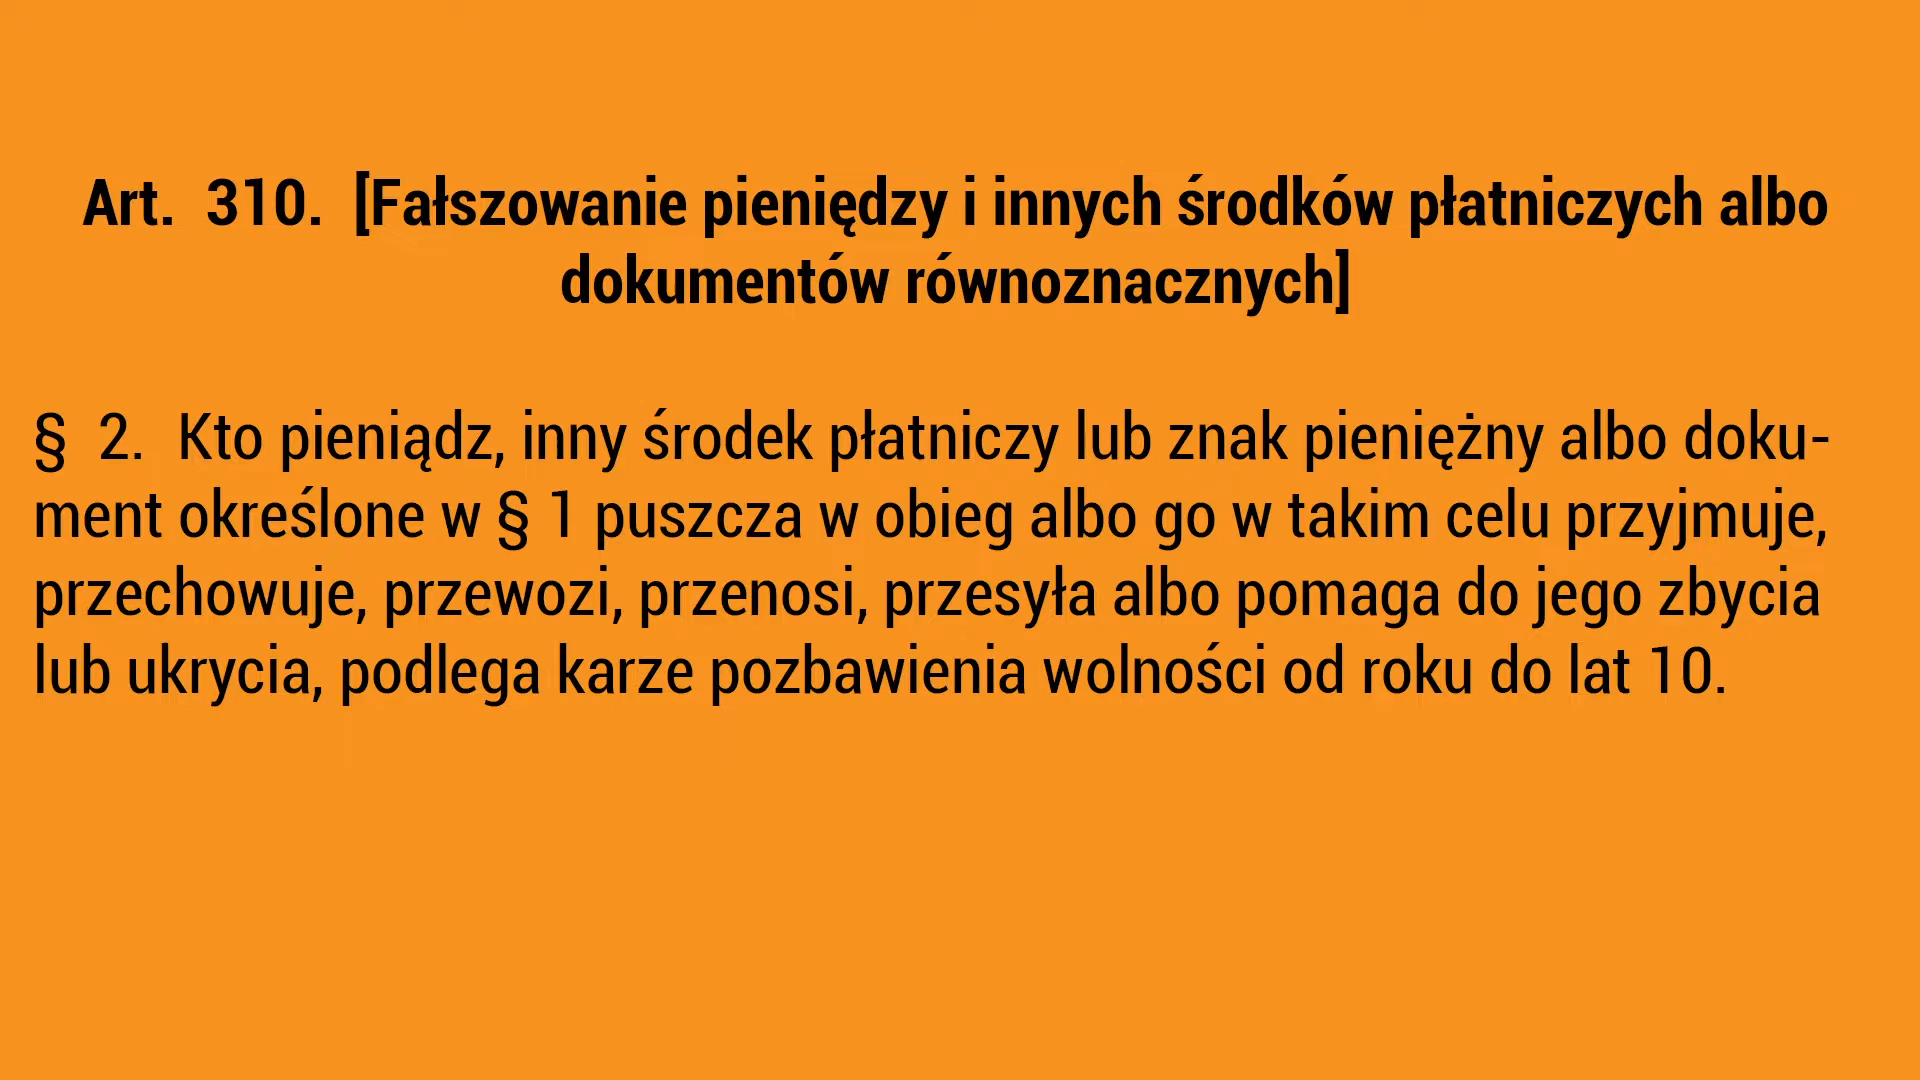 Art. 310. [Fałszowanie pieniędzy i innych środków płatniczych albo
dokumentów równoznacznych]
§ 2. Kto pieniądz, inny środek płatniczy lub znak pieniężny albo doku-
ment określone w § 1 puszcza w obieg albo go w takim celu przyjmuje,
przechowuje, przewozi, przenosi, przesyła albo pomaga do jego zbycia
lub ukrycia, podlega karze pozbawienia wolności od roku do lat 10.